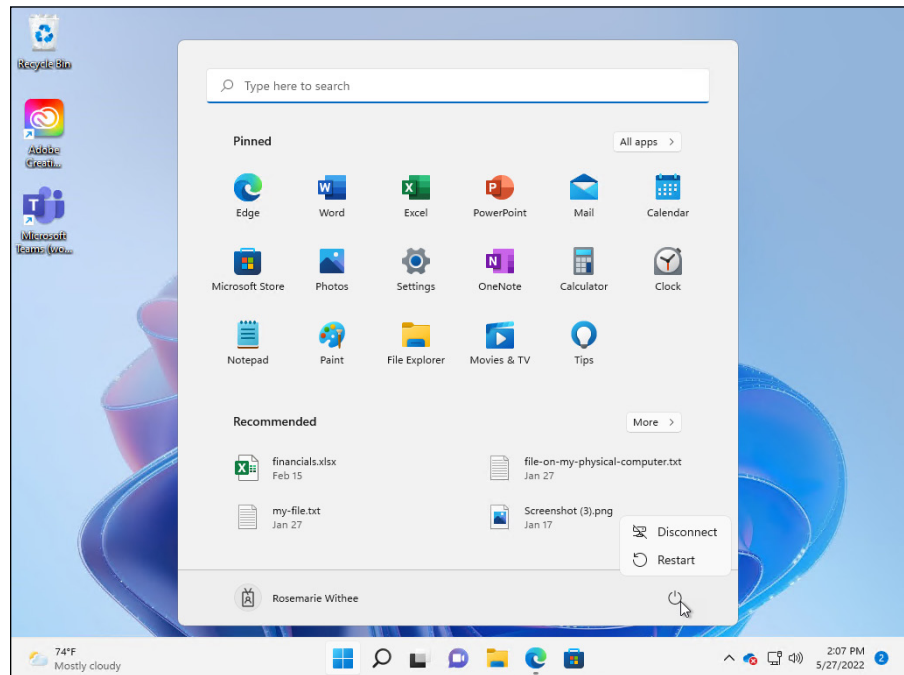 Recycle Bin
Adobe
Creati...
Microsoft
Teams (wo...
Type here to search
Pinned
All apps >
Edge
Word
Excel
PowerPoint
Mail
Calendar
Microsoft Store
Photos
Settings
OneNote
Calculator
Clock
Notepad
Paint
File Explorer
Movies & TV
Tips
Recommended
More >
financials.xlsx
Feb 15
file-on-my-physical-computer.txt
Jan 27
my-file.txt
Jan 27
Screenshot (3).png
Jan 17
Disconnect
Restart
Rosemarie Withee
74°F
Mostly cloudy
2:07 PM
5/27/2022
2